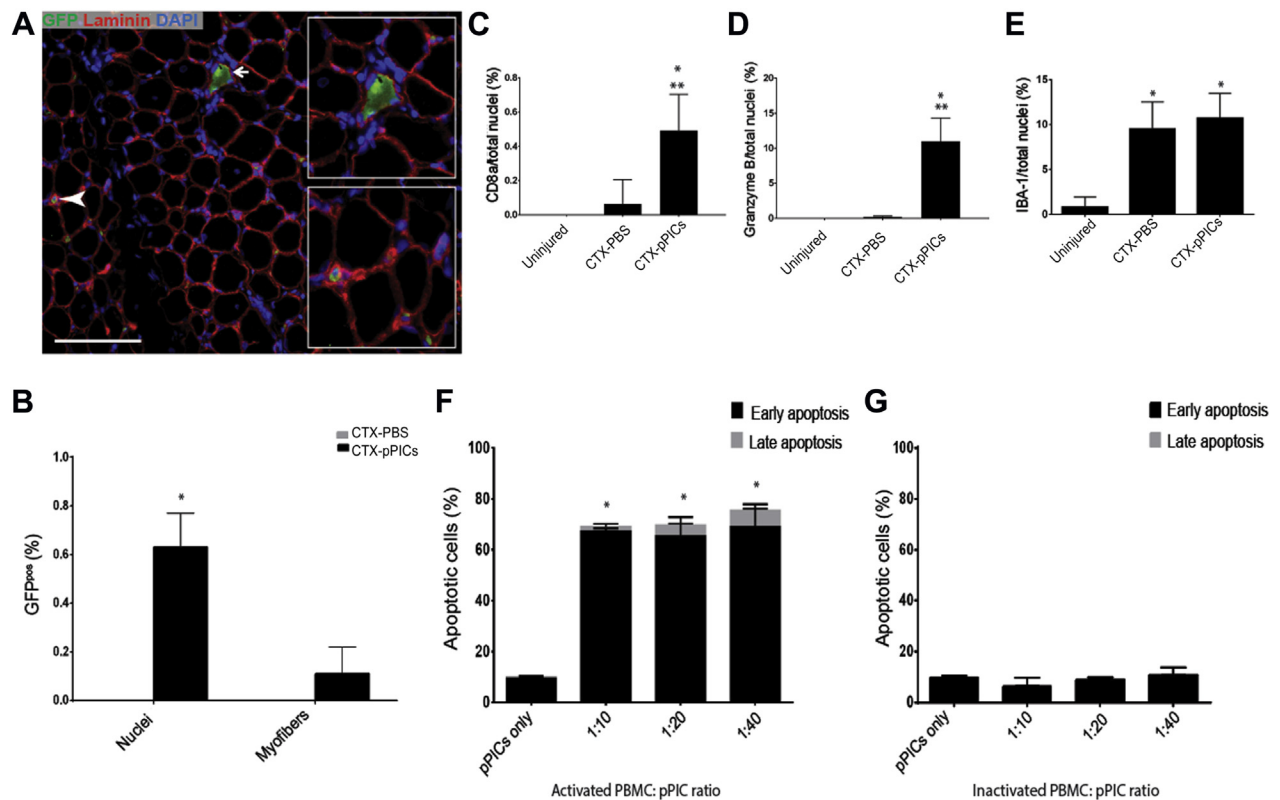 A
GFP Laminin DAPI
C
CD8a/total nuclei (%)
0.8
0.6
0.4
0.2
0.0
*
**
Uninjured
CTX-PBS
CTX-pPICs
D
Granzyme B/total nuclei (%)
20
15
10
5
0
*
**
Uninjured
CTX-PBS
CTX-pPICs
E
IBA-1/total nuclei (%)
15
10
5
0
*
*
Uninjured
CTX-PBS
CTX-pPICs
B
CTX-PBS
CTX-pPICs
GFPpos (%)
1.0
0.8
0.6
0.4
0.2
0.0
*
Nuclei
Myofibers
F
Early apoptosis
Late apoptosis
Apoptotic cells (%)
100
80
60
40
20
0
*
*
*
pPICs only
1:10
1:20
1:40
Activated PBMC: pPIC ratio
G
Early apoptosis
Late apoptosis
Apoptotic cells (%)
100
80
60
40
20
0
pPICs only
1:10
1:20
1:40
Inactivated PBMC: pPIC ratio